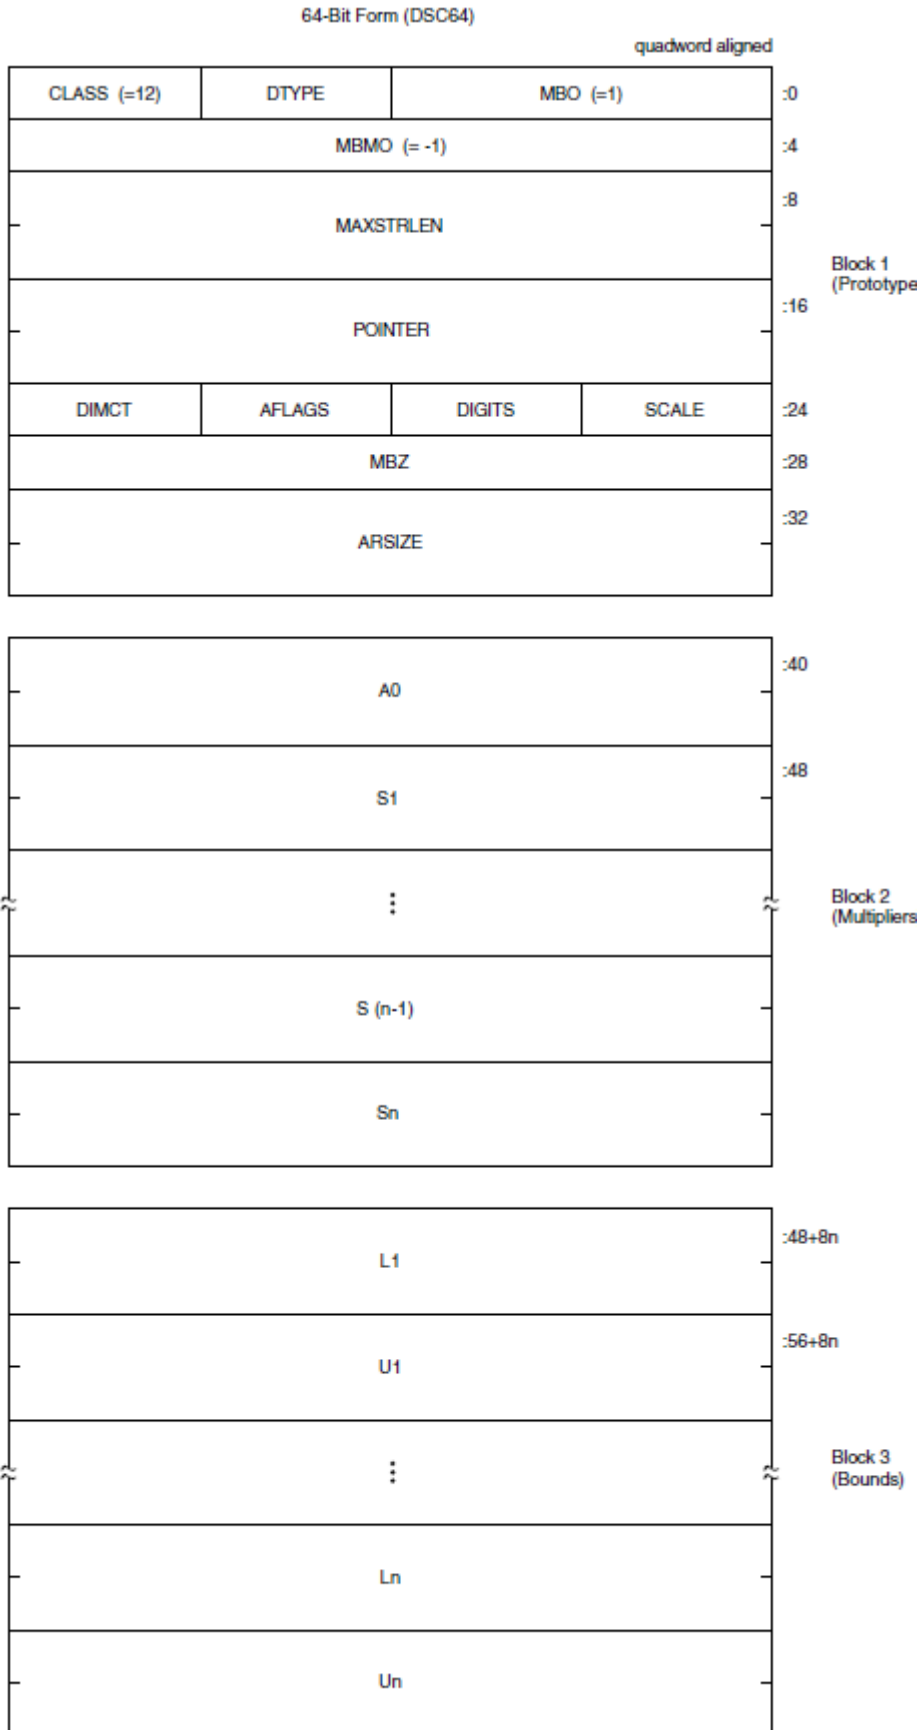 64-Bit Form (DSC64)
quadword aligned
CLASS (=12) DTYPE MBO (=1) :0
MBMO (= -1) :4
:8
MAXSTRLEN
Block 1
(Prototype
:16
POINTER
DIMCT AFLAGS DIGITS SCALE :24
MBZ :28
:32
ARSIZE
:40
A0
:48
S1
⋮
Block 2
(Multipliers
S (n-1)
Sn
:48+8n
L1
:56+8n
U1
⋮
Block 3
(Bounds)
Ln
Un